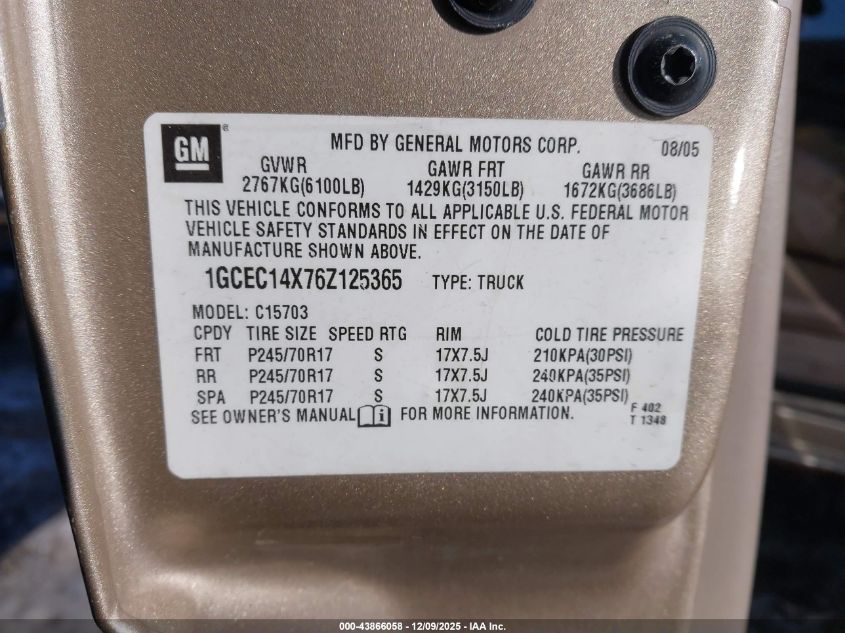 GM ®
MFD BY GENERAL MOTORS CORP. 08/05
GVWR GAWR FRT GAWR RR
2767KG(6100LB) 1429KG(3150LB) 1672KG(3686LB)
THIS VEHICLE CONFORMS TO ALL APPLICABLE U.S. FEDERAL MOTOR
VEHICLE SAFETY STANDARDS IN EFFECT ON THE DATE OF
MANUFACTURE SHOWN ABOVE.
1GCEC14X76Z125365 TYPE: TRUCK
MODEL: C15703
CPDY TIRE SIZE SPEED RTG RIM COLD TIRE PRESSURE
FRT P245/70R17 S 17X7.5J 210KPA(30PSI)
RR P245/70R17 S 17X7.5J 240KPA(35PSI)
SPA P245/70R17 S 17X7.5J 240KPA(35PSI)
SEE OWNER'S MANUAL FOR MORE INFORMATION. F 402
T 1348
000-43866058 - 12/09/2025 - IAA Inc.